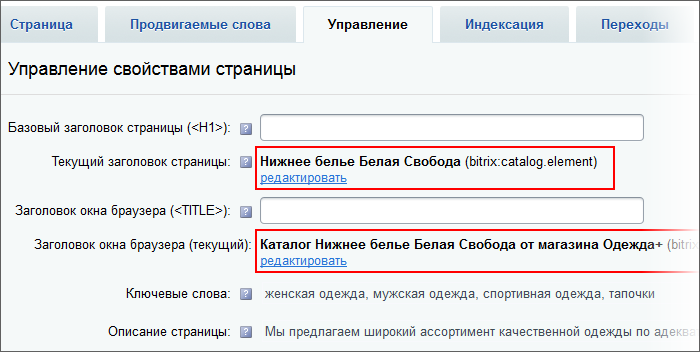 Страница Продвигаемые слова Управление Индексация Переходы
Управление свойствами страницы
Базовый заголовок страницы (<H1>): ?
Текущий заголовок страницы: ? Нижнее белье Белая Свобода (bitrix:catalog.element)
редактировать
Заголовок окна браузера (<TITLE>): ?
Заголовок окна браузера (текущий): Каталог Нижнее белье Белая Свобода от магазина Одежда+ (bitrix
? редактировать
Ключевые слова: ? женская одежда, мужская одежда, спортивная одежда, тапочки
Описание страницы: ? Мы предлагаем широкий ассортимент качественной одежды по адеква